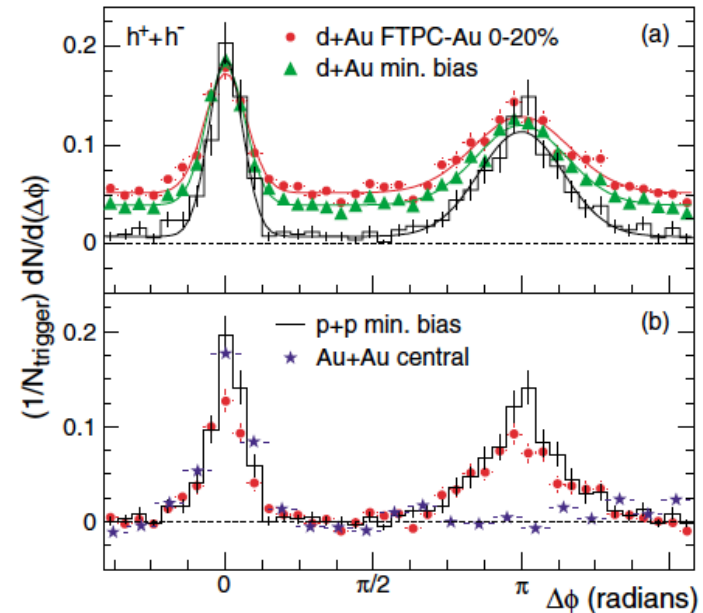 h⁺+h⁻
d+Au FTPC-Au 0-20%
d+Au min. bias
(a)
0.2
0.1
0
(1/N_trigger) dN/d(Δϕ)
p+p min. bias
Au+Au central
(b)
0.2
0.1
0
0 π/2 π Δϕ (radians)